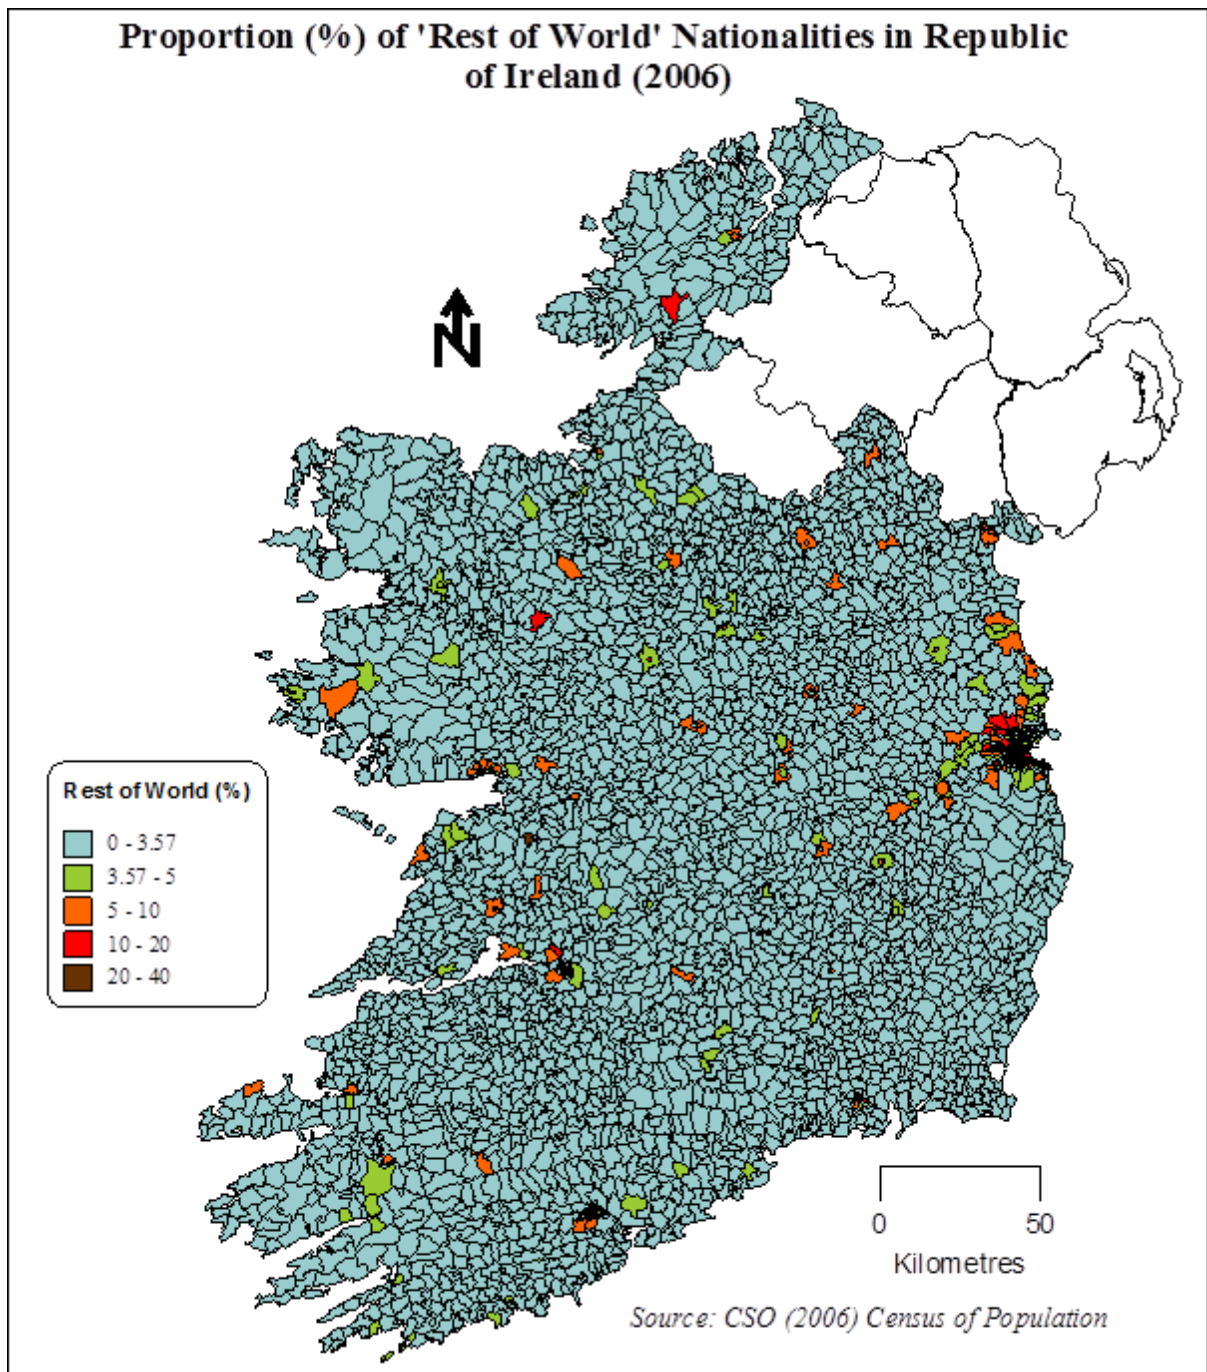 Proportion (%) of 'Rest of World' Nationalities in Republic
of Ireland (2006)
N
Rest of World (%)
0 - 3.57
3.57 - 5
5 - 10
10 - 20
20 - 40
0 50
Kilometres
Source: CSO (2006) Census of Population